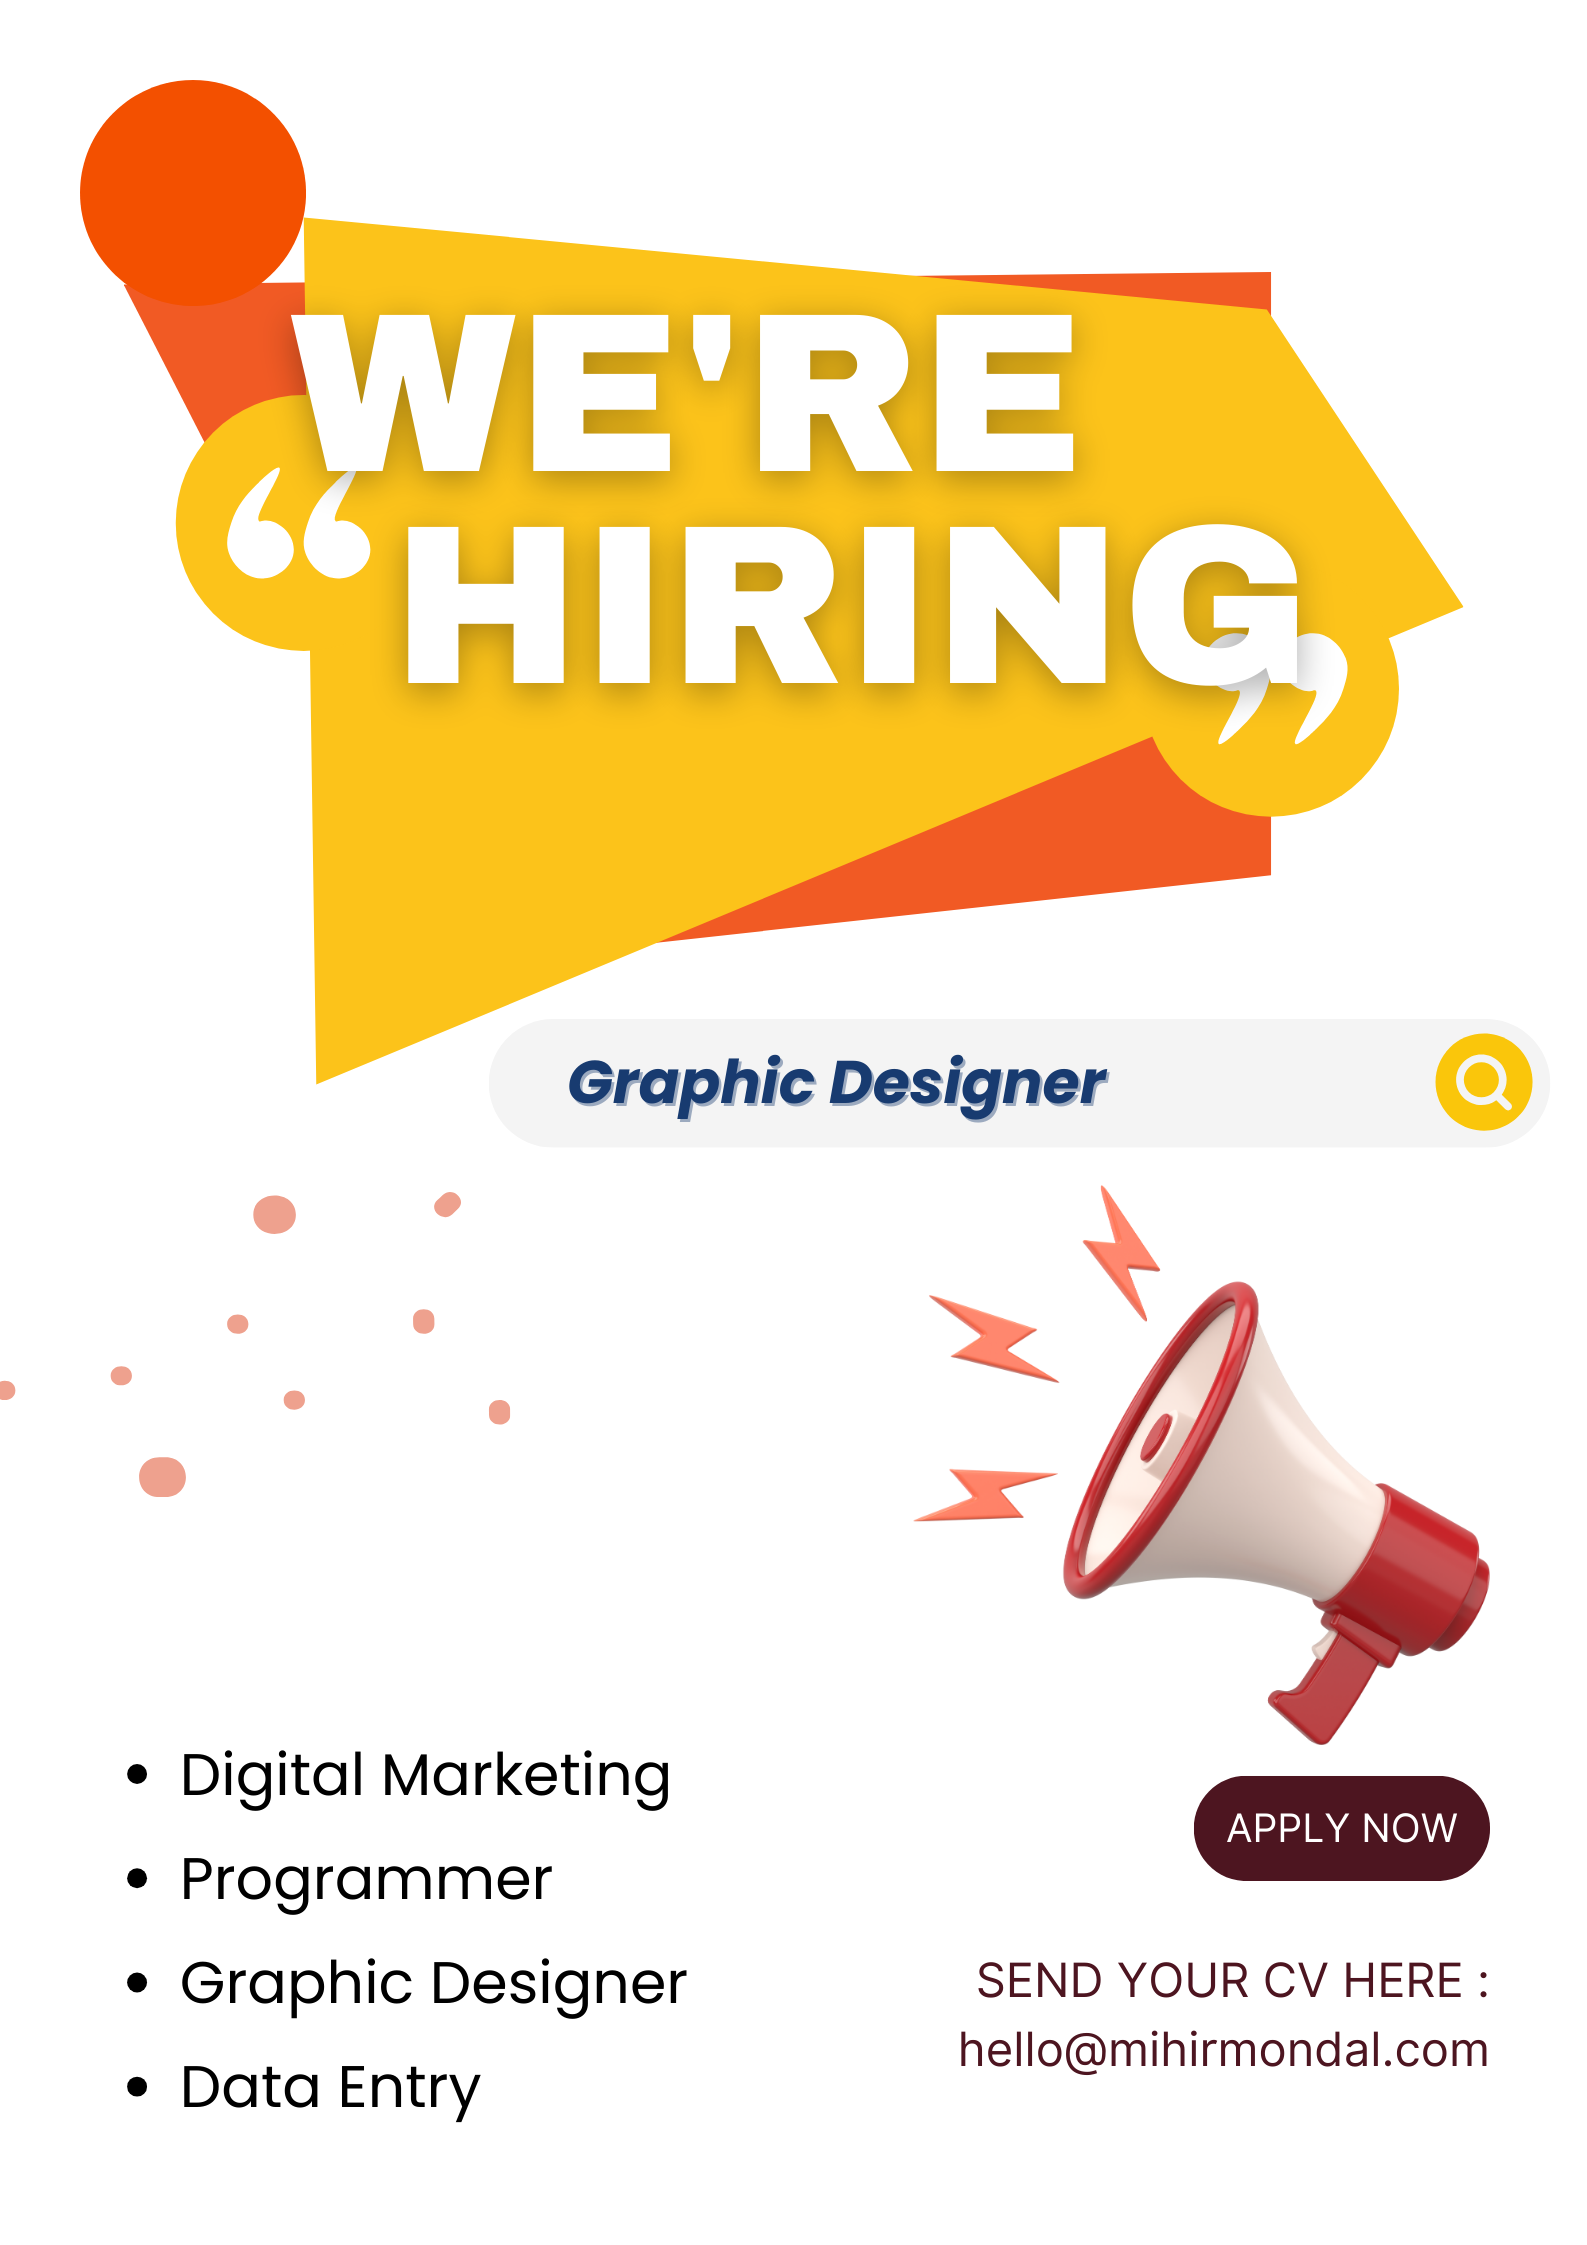 WE'RE
HIRING
Graphic Designer
• Digital Marketing
• Programmer
• Graphic Designer
• Data Entry
APPLY NOW
SEND YOUR CV HERE :
hello@mihirmondal.com